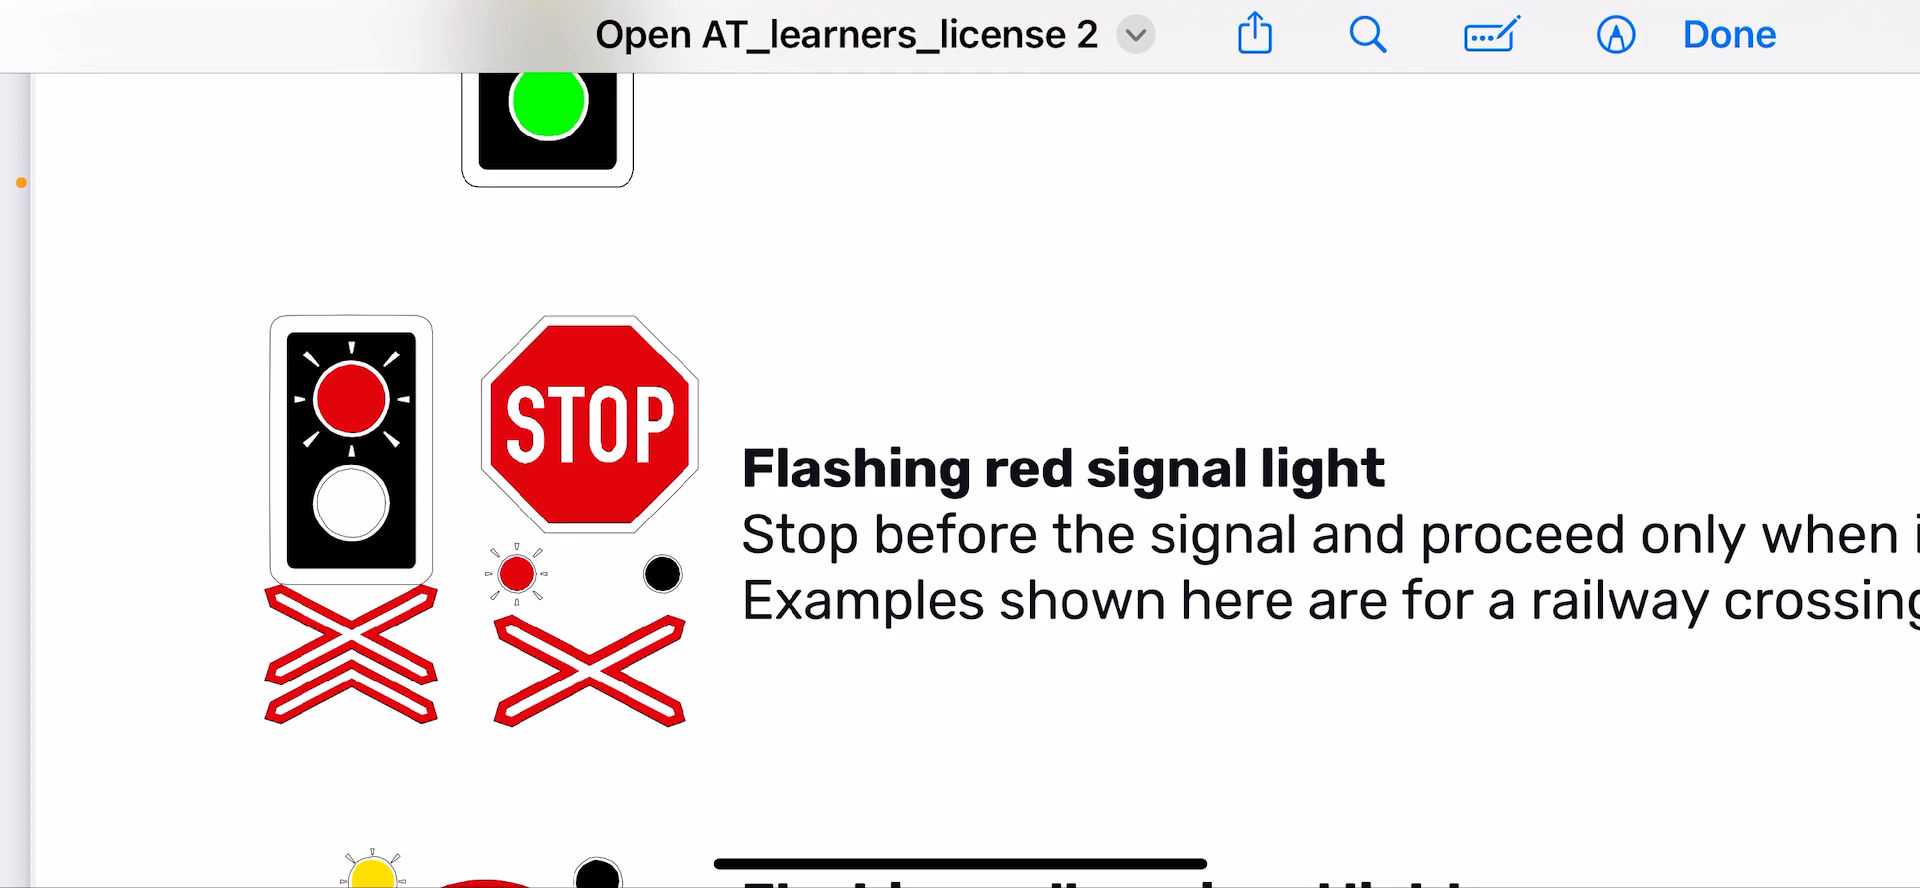 Open AT_learners_license 2
Done
STOP
Flashing red signal light
Stop before the signal and proceed only when
Examples shown here are for a railway crossing